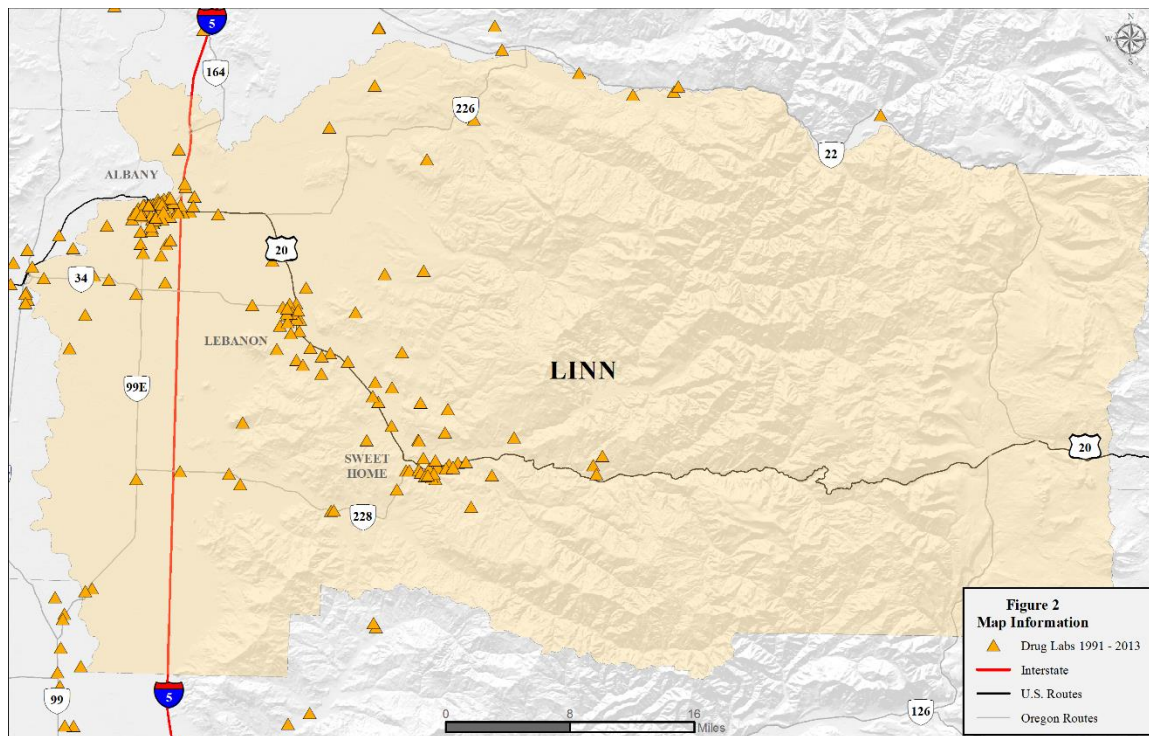 5
N
W
S
164
226
22
ALBANY
20
34
LEBANON
LINN
99E
SWEET
HOME
20
228
Figure 2
Map Information
Drug Labs 1991 - 2013
Interstate
U.S. Routes
Oregon Routes
99
5
0 8 16
Miles
126